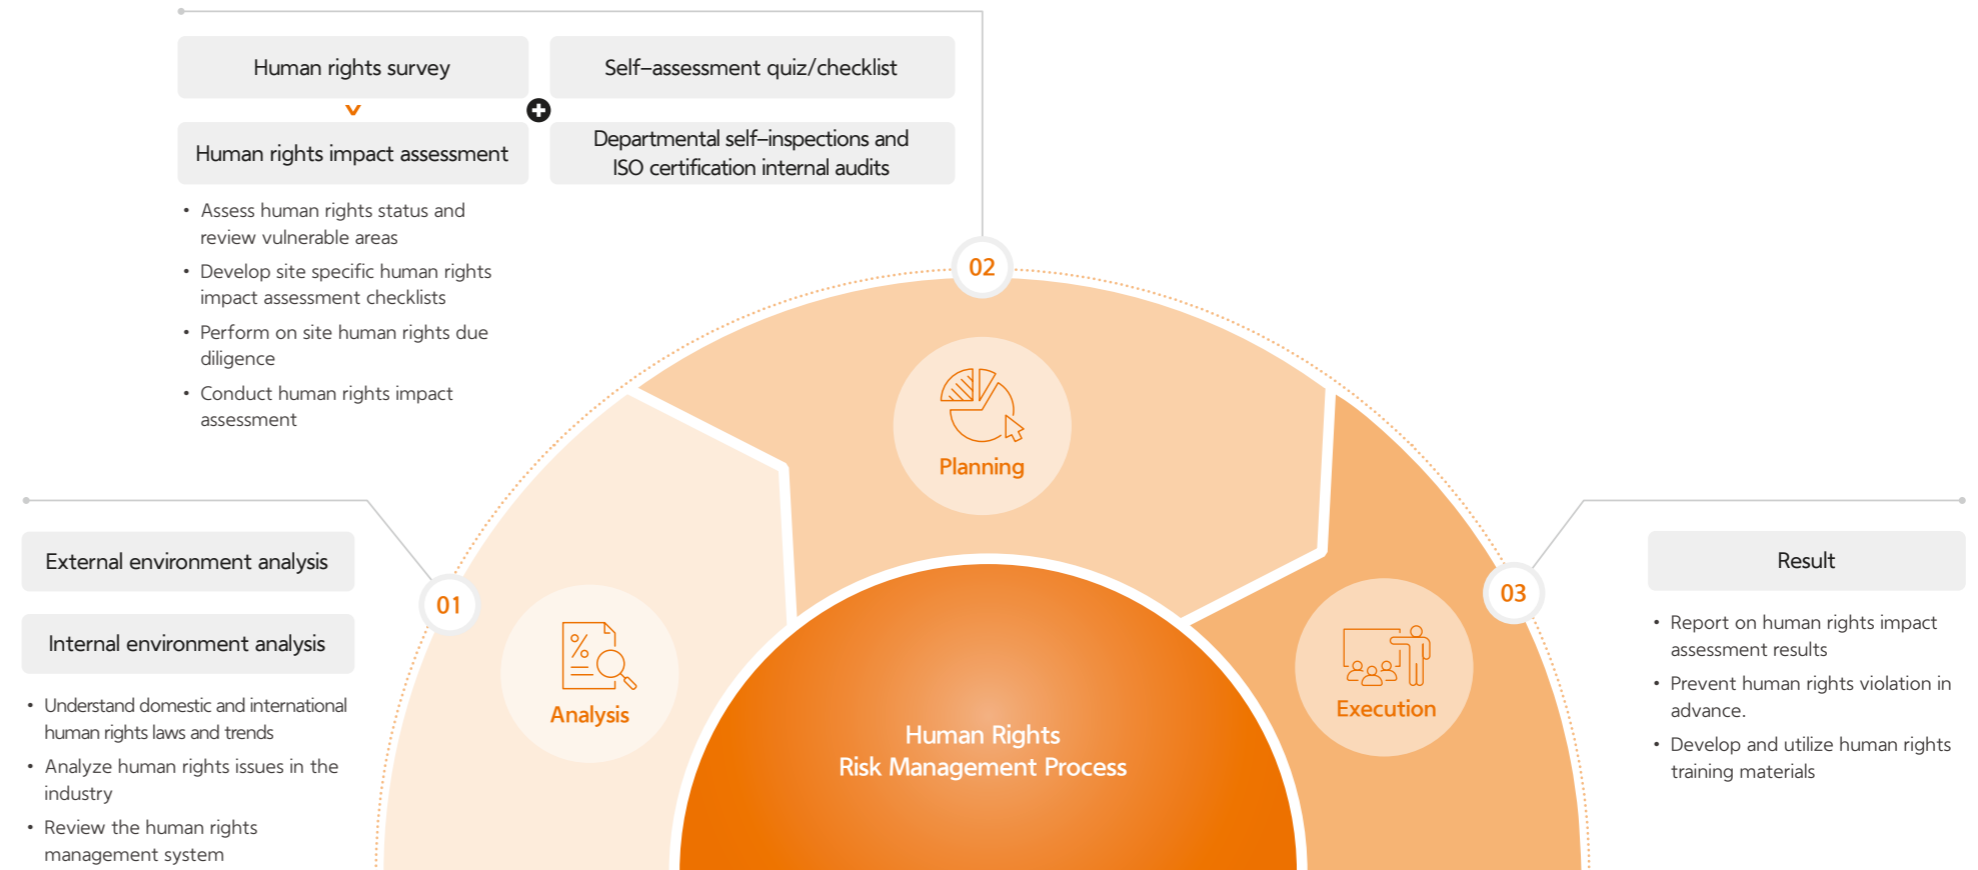 Human rights survey
Human rights impact assessment
Self–assessment quiz/checklist
Departmental self–inspections and
ISO certification internal audits
• Assess human rights status and
review vulnerable areas
• Develop site specific human rights
impact assessment checklists
• Perform on site human rights due
diligence
• Conduct human rights impact
assessment
02
Planning
External environment analysis
Internal environment analysis
• Understand domestic and international
human rights laws and trends
• Analyze human rights issues in the
industry
• Review the human rights
management system
01
%
Analysis
Human Rights
Risk Management Process
03
Execution
Result
• Report on human rights impact
assessment results
• Prevent human rights violation in
advance.
• Develop and utilize human rights
training materials